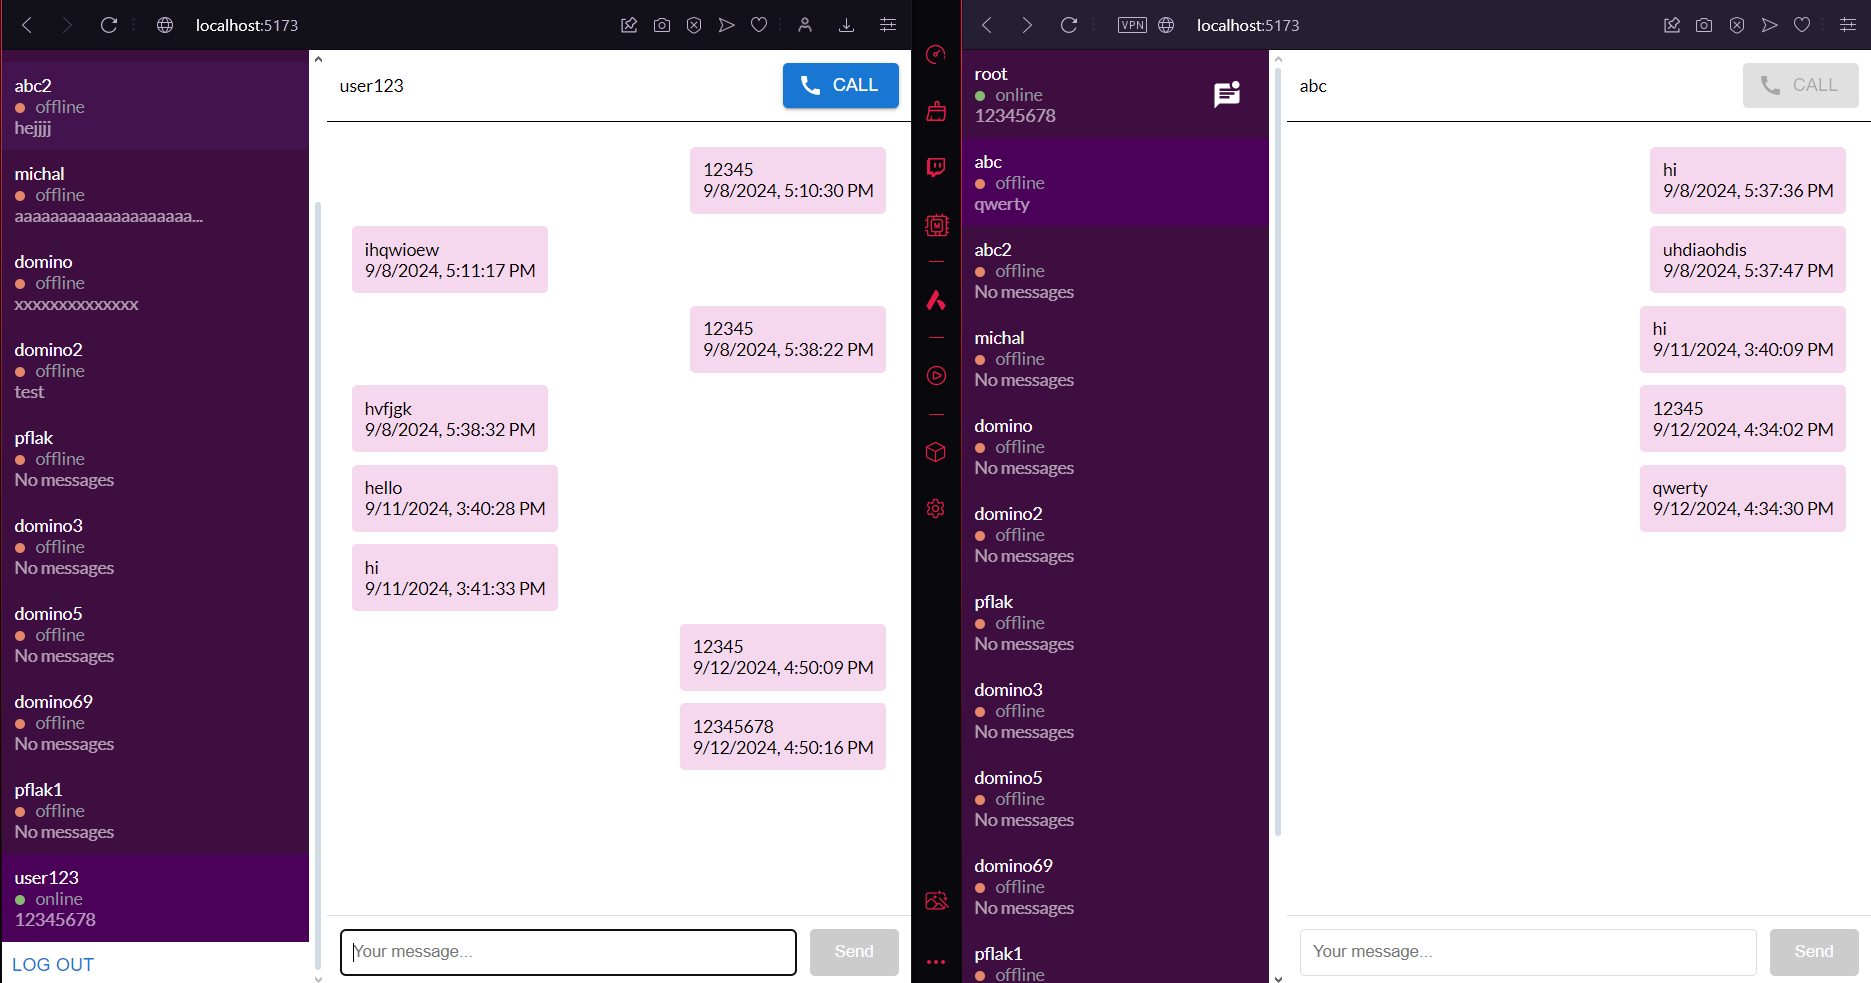 localhost:5173
abc2
offline
hejjjj
michal
offline
aaaaaaaaaaaaaaaaaaaa...
domino
offline
xxxxxxxxxxxxxx
domino2
offline
test
pflak
offline
No messages
domino3
offline
No messages
domino5
offline
No messages
domino69
offline
No messages
pflak1
offline
No messages
user123
online
12345678
LOG OUT
user123
CALL
12345
9/8/2024, 5:10:30 PM
ihqwioew
9/8/2024, 5:11:17 PM
12345
9/8/2024, 5:38:22 PM
hvfjgk
9/8/2024, 5:38:32 PM
hello
9/11/2024, 3:40:28 PM
hi
9/11/2024, 3:41:33 PM
12345
9/12/2024, 4:50:09 PM
12345678
9/12/2024, 4:50:16 PM
Your message...
Send
M
VPN
localhost:5173
root
online
12345678
abc
offline
qwerty
abc2
offline
No messages
michal
offline
No messages
domino
offline
No messages
domino2
offline
No messages
pflak
offline
No messages
domino3
offline
No messages
domino5
offline
No messages
domino69
offline
No messages
pflak1
offline
abc
CALL
hi
9/8/2024, 5:37:36 PM
uhdiaohdis
9/8/2024, 5:37:47 PM
hi
9/11/2024, 3:40:09 PM
12345
9/12/2024, 4:34:02 PM
qwerty
9/12/2024, 4:34:30 PM
Your message...
Send